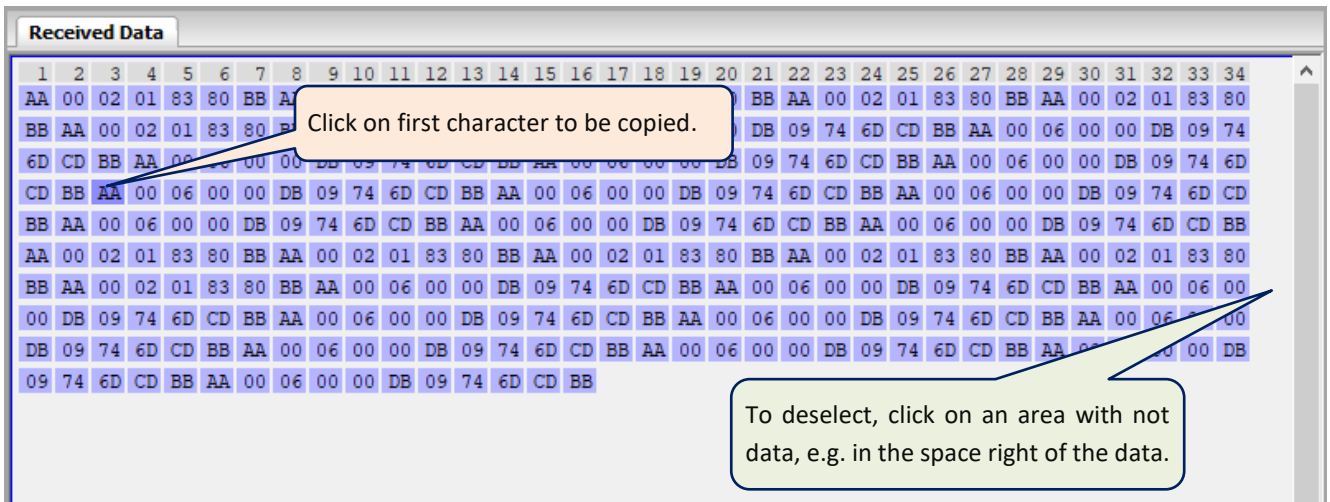 Received Data
1 2 3 4 5 6 7 8 9 10 11 12 13 14 15 16 17 18 19 20 21 22 23 24 25 26 27 28 29 30 31 32 33 34
AA 00 02 01 83 80 BB BB AA 00 02 01 83 80 BB AA 00 02 01 83 80
Click on first character to be copied.
BB AA 00 02 01 83 80 DB 09 74 6D CD BB AA 00 06 00 00 DB 09 74
6D CD BB AA 00 09 74 6D CD BB AA 00 06 00 00 DB 09 74 6D
CD BB AA 00 06 00 00 DB 09 74 6D CD BB AA 00 06 00 00 DB 09 74 6D CD BB AA 00 06 00 00 DB 09 74 6D CD
BB AA 00 06 00 00 DB 09 74 6D CD BB AA 00 06 00 00 DB 09 74 6D CD BB AA 00 06 00 00 DB 09 74 6D CD BB
AA 00 02 01 83 80 BB AA 00 02 01 83 80 BB AA 00 02 01 83 80 BB AA 00 02 01 83 80 BB AA 00 02 01 83 80
BB AA 00 02 01 83 80 BB AA 00 06 00 00 DB 09 74 6D CD BB AA 00 06 00 00 DB 09 74 6D CD BB AA 00 06 00
00 DB 09 74 6D CD BB AA 00 06 00 00 DB 09 74 6D CD BB AA 00 06 00 00 DB 09 74 6D CD BB AA 00 06 00
DB 09 74 6D CD BB AA 00 06 00 00 DB 09 74 6D CD BB AA 00 06 00 00 DB 09 74 6D CD BB AA 00 DB
09 74 6D CD BB AA 00 06 00 00 DB 09 74 6D CD BB
To deselect, click on an area with not
data, e.g. in the space right of the data.